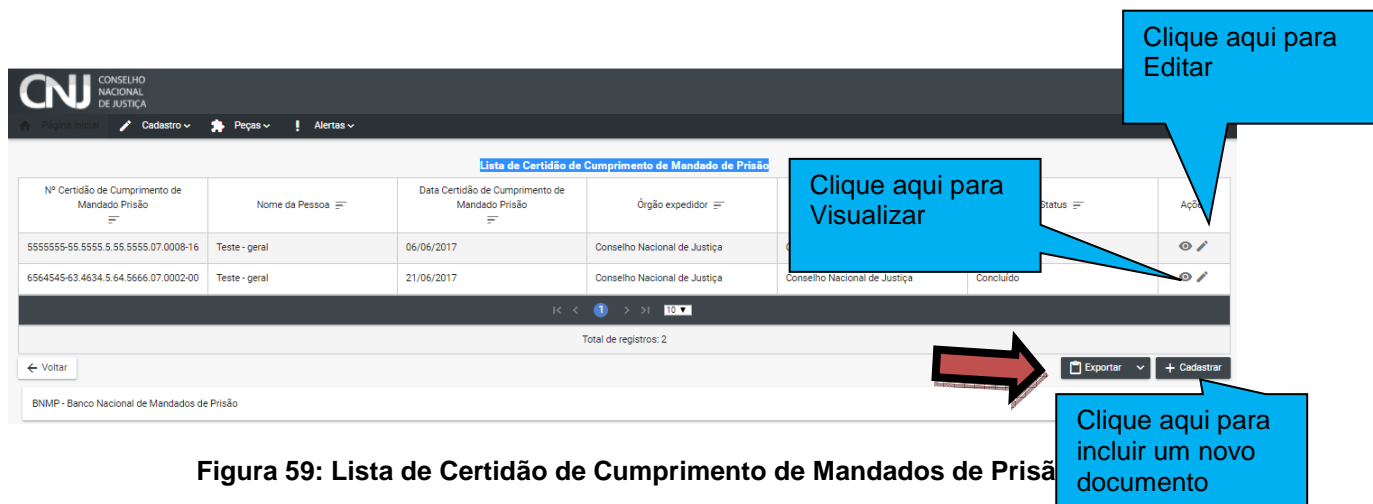 Clique aqui para
Editar
CNJ CONSELHO
NACIONAL
DE JUSTIÇA
Página inicial Cadastro Peças Alertas
Lista de Certidão de Cumprimento de Mandado de Prisão
Clique aqui para
Visualizar
Nº Certidão de Cumprimento de
Mandado Prisão
Nome da Pessoa
Data Certidão de Cumprimento de
Mandado Prisão
Órgão expedidor
Status
5555555-55.5555.5.55.5555.07.0008-16 Teste - geral 06/06/2017 Conselho Nacional de Justiça
6564545-63.4634.5.64.5666.07.0002-00 Teste - geral 21/06/2017 Conselho Nacional de Justiça Conselho Nacional de Justiça Concluído
1 10
Total de registros: 2
Voltar Exportar + Cadastrar
BNMP - Banco Nacional de Mandados de Prisão
Clique aqui para
incluir um novo
documento
Figura 59: Lista de Certidão de Cumprimento de Mandados de